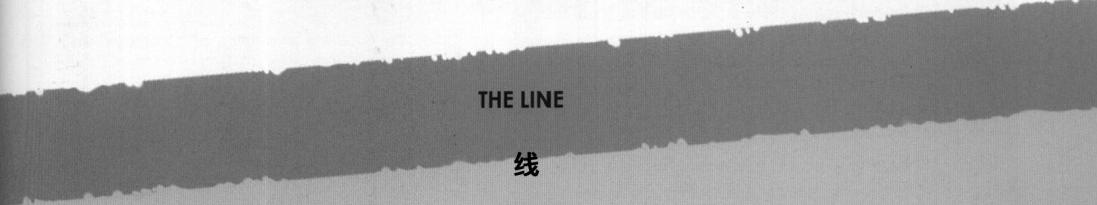 THE LINE
线